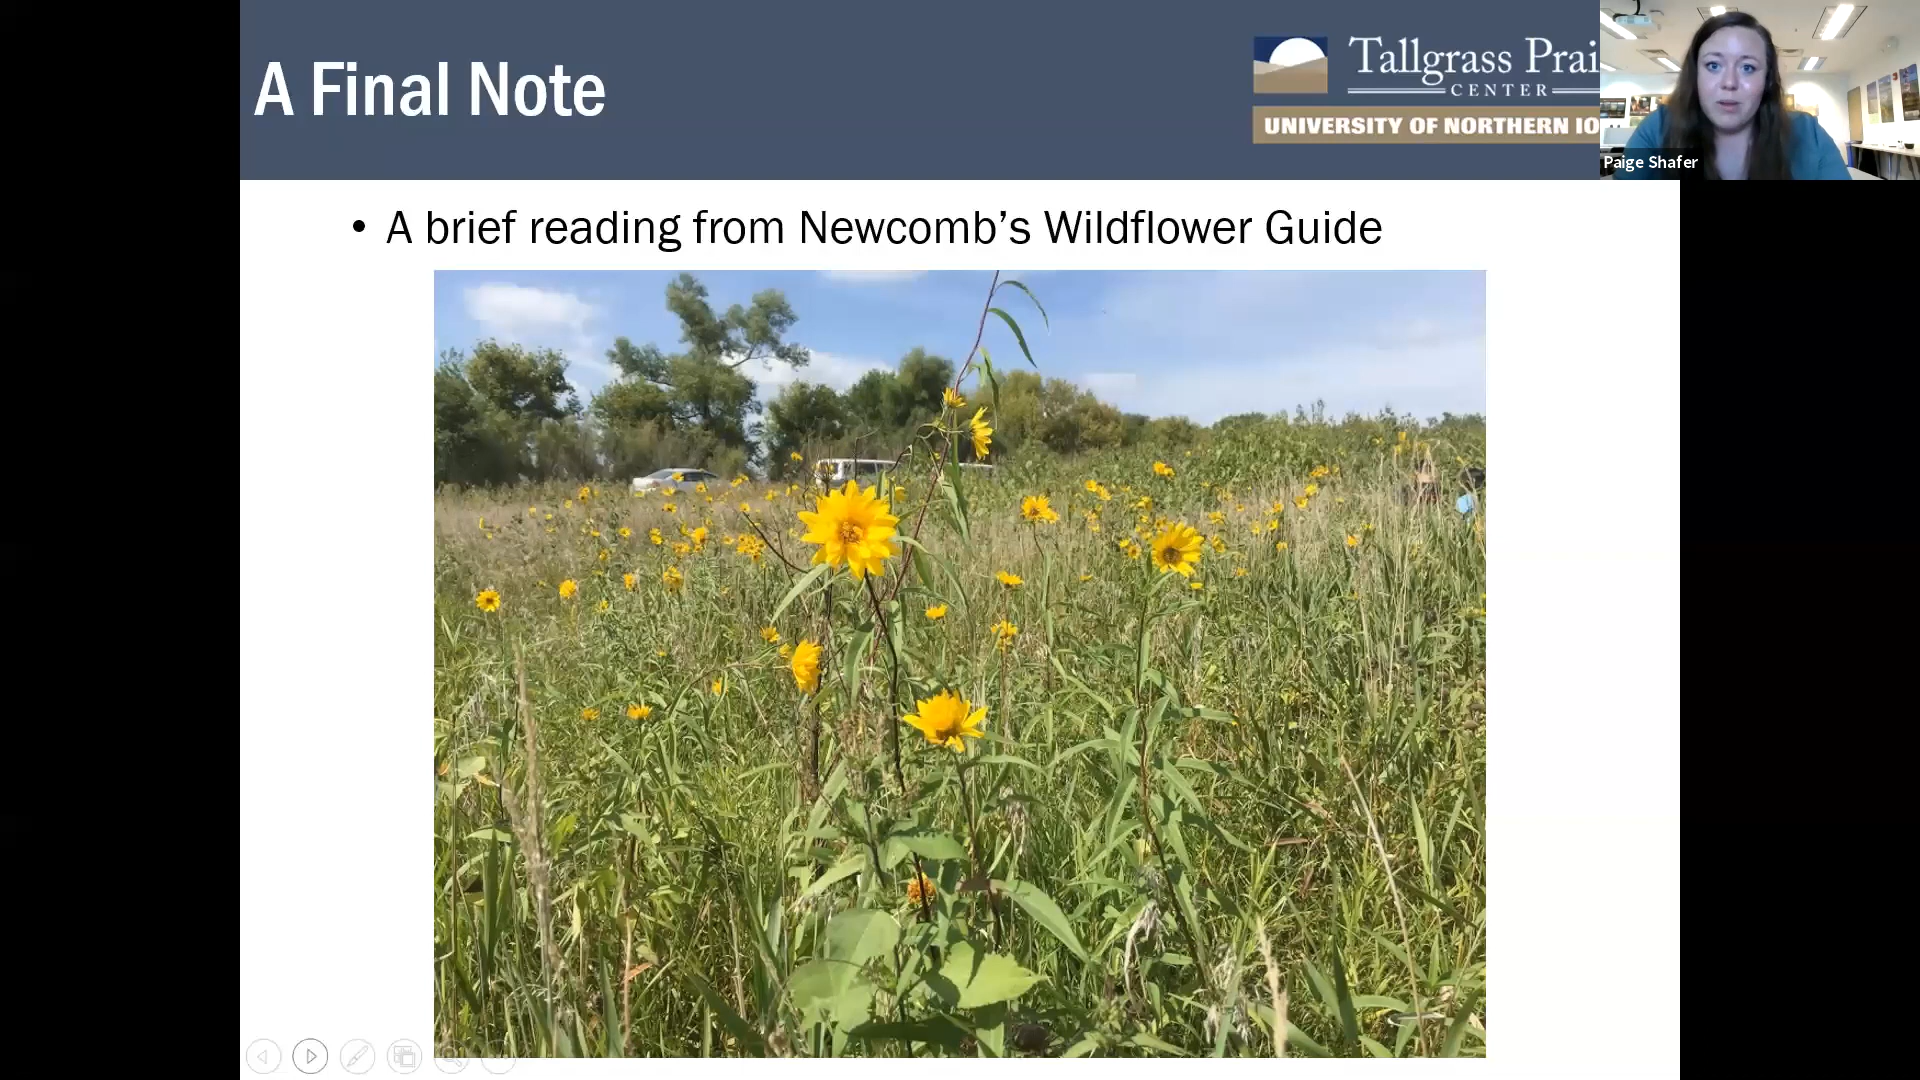 A Final Note
Tallgrass Prai
CENTER
UNIVERSITY OF NORTHERN IO
Paige Shafer
• A brief reading from Newcomb’s Wildflower Guide